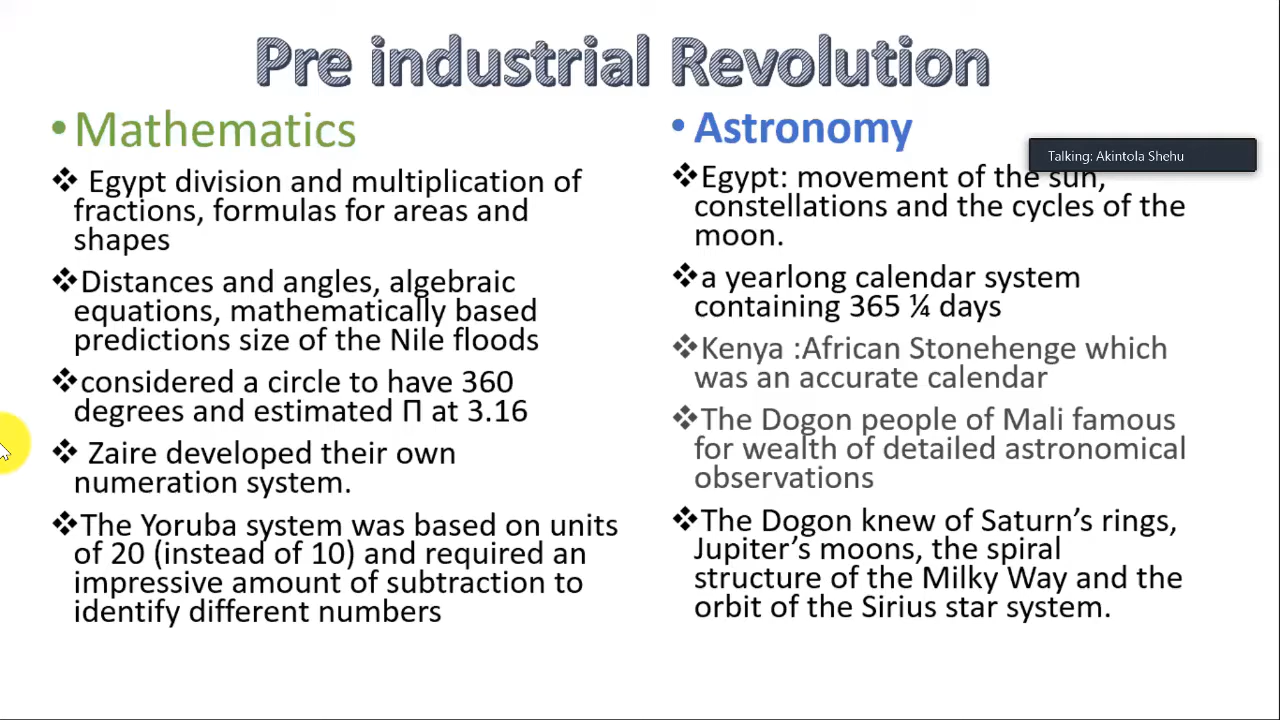 Pre industrial Revolution
•Mathematics
❖ Egypt division and multiplication of
fractions, formulas for areas and
shapes
❖Distances and angles, algebraic
equations, mathematically based
predictions size of the Nile floods
❖considered a circle to have 360
degrees and estimated Π at 3.16
❖ Zaire developed their own
numeration system.
❖The Yoruba system was based on units
of 20 (instead of 10) and required an
impressive amount of subtraction to
identify different numbers
•Astronomy
Talking: Akintola Shehu
❖Egypt: movement of the sun,
constellations and the cycles of the
moon.
❖a yearlong calendar system
containing 365 ¼ days
❖Kenya :African Stonehenge which
was an accurate calendar
❖The Dogon people of Mali famous
for wealth of detailed astronomical
observations
❖The Dogon knew of Saturn’s rings,
Jupiter’s moons, the spiral
structure of the Milky Way and the
orbit of the Sirius star system.